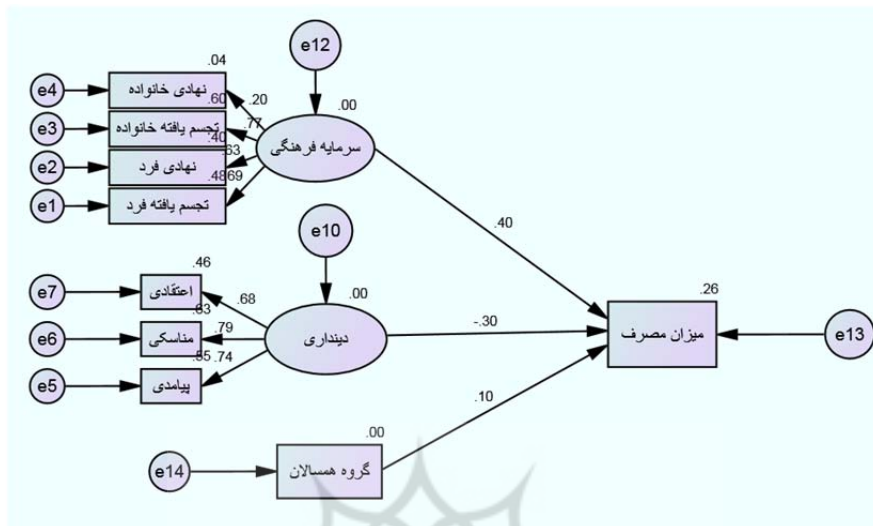 e12
.04
.00
e4
نهادی خانواده
.20
.60
e3
تجسم یافته خانواده
.77
.40
سرمایه فرهنگی
e2
نهادی فرد
.63
.48
.69
e1
تجسم یافته فرد
.40
e10
.46
.00
e7
اعتقادی
.68
.63
.26
e6
مناسکی
.79
دینداری
-.30
میزان مصرف
e13
.55
.74
e5
پیامدی
.10
.00
e14
گروه همسالان